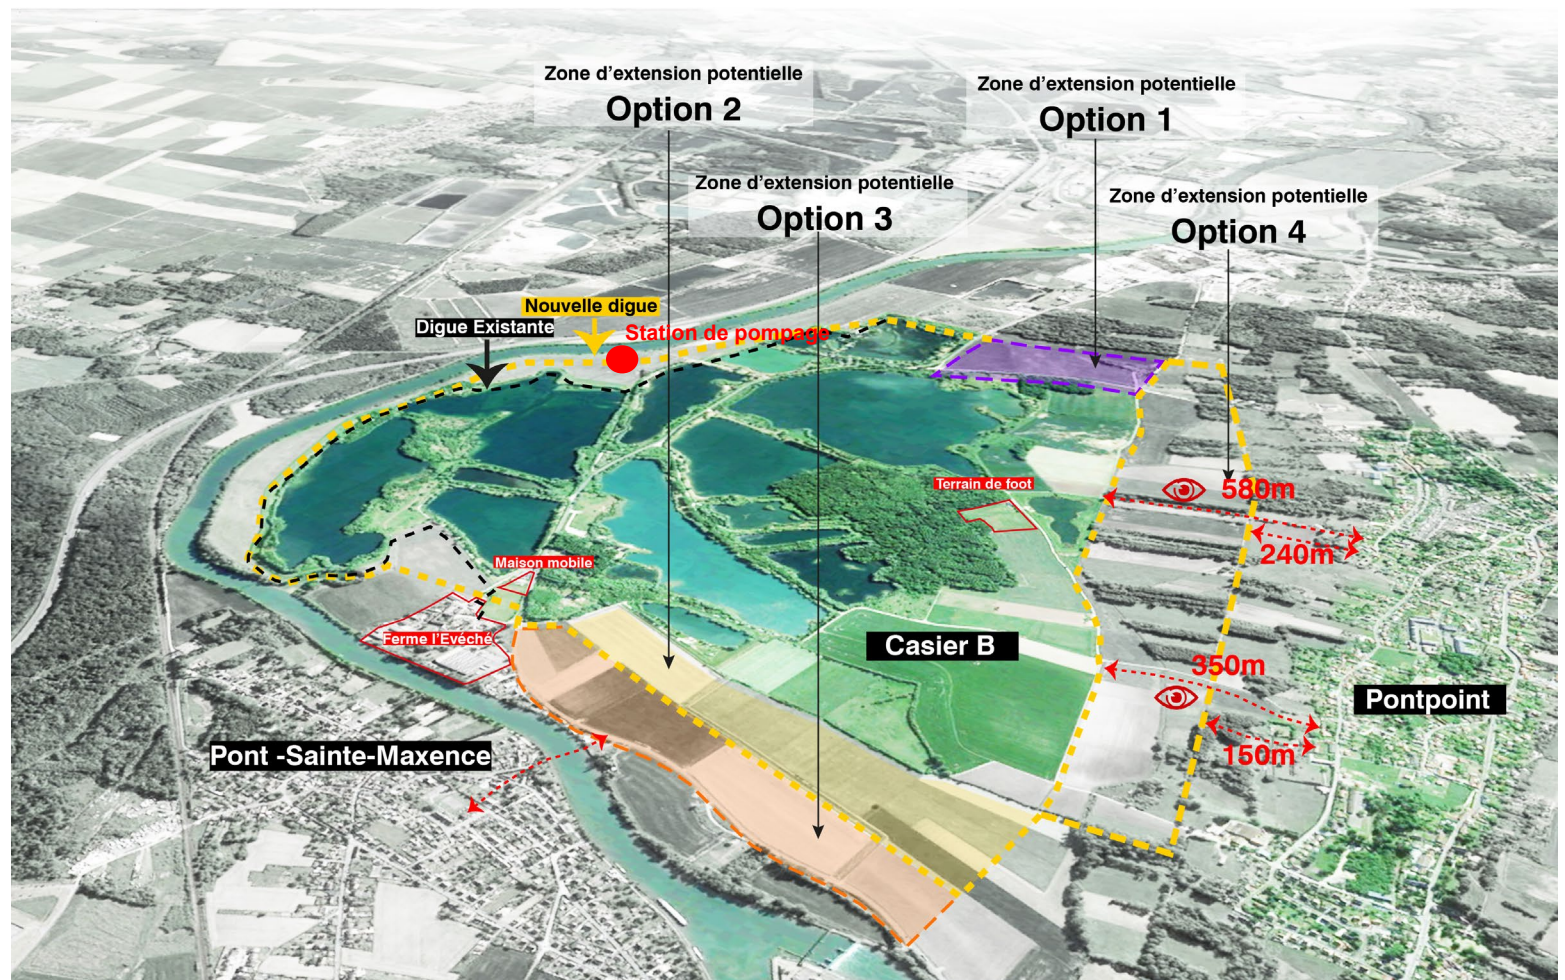 Zone d’extension potentielle
Option 2
Zone d’extension potentielle
Option 1
Zone d’extension potentielle
Option 3
Zone d’extension potentielle
Option 4
Nouvelle digue
Digue Existante
Station de pompage
Terrain de foot
580m
240m
Maison mobile
Ferme l’Evéché
Casier B
350m
Pontpoint
150m
Pont -Sainte-Maxence